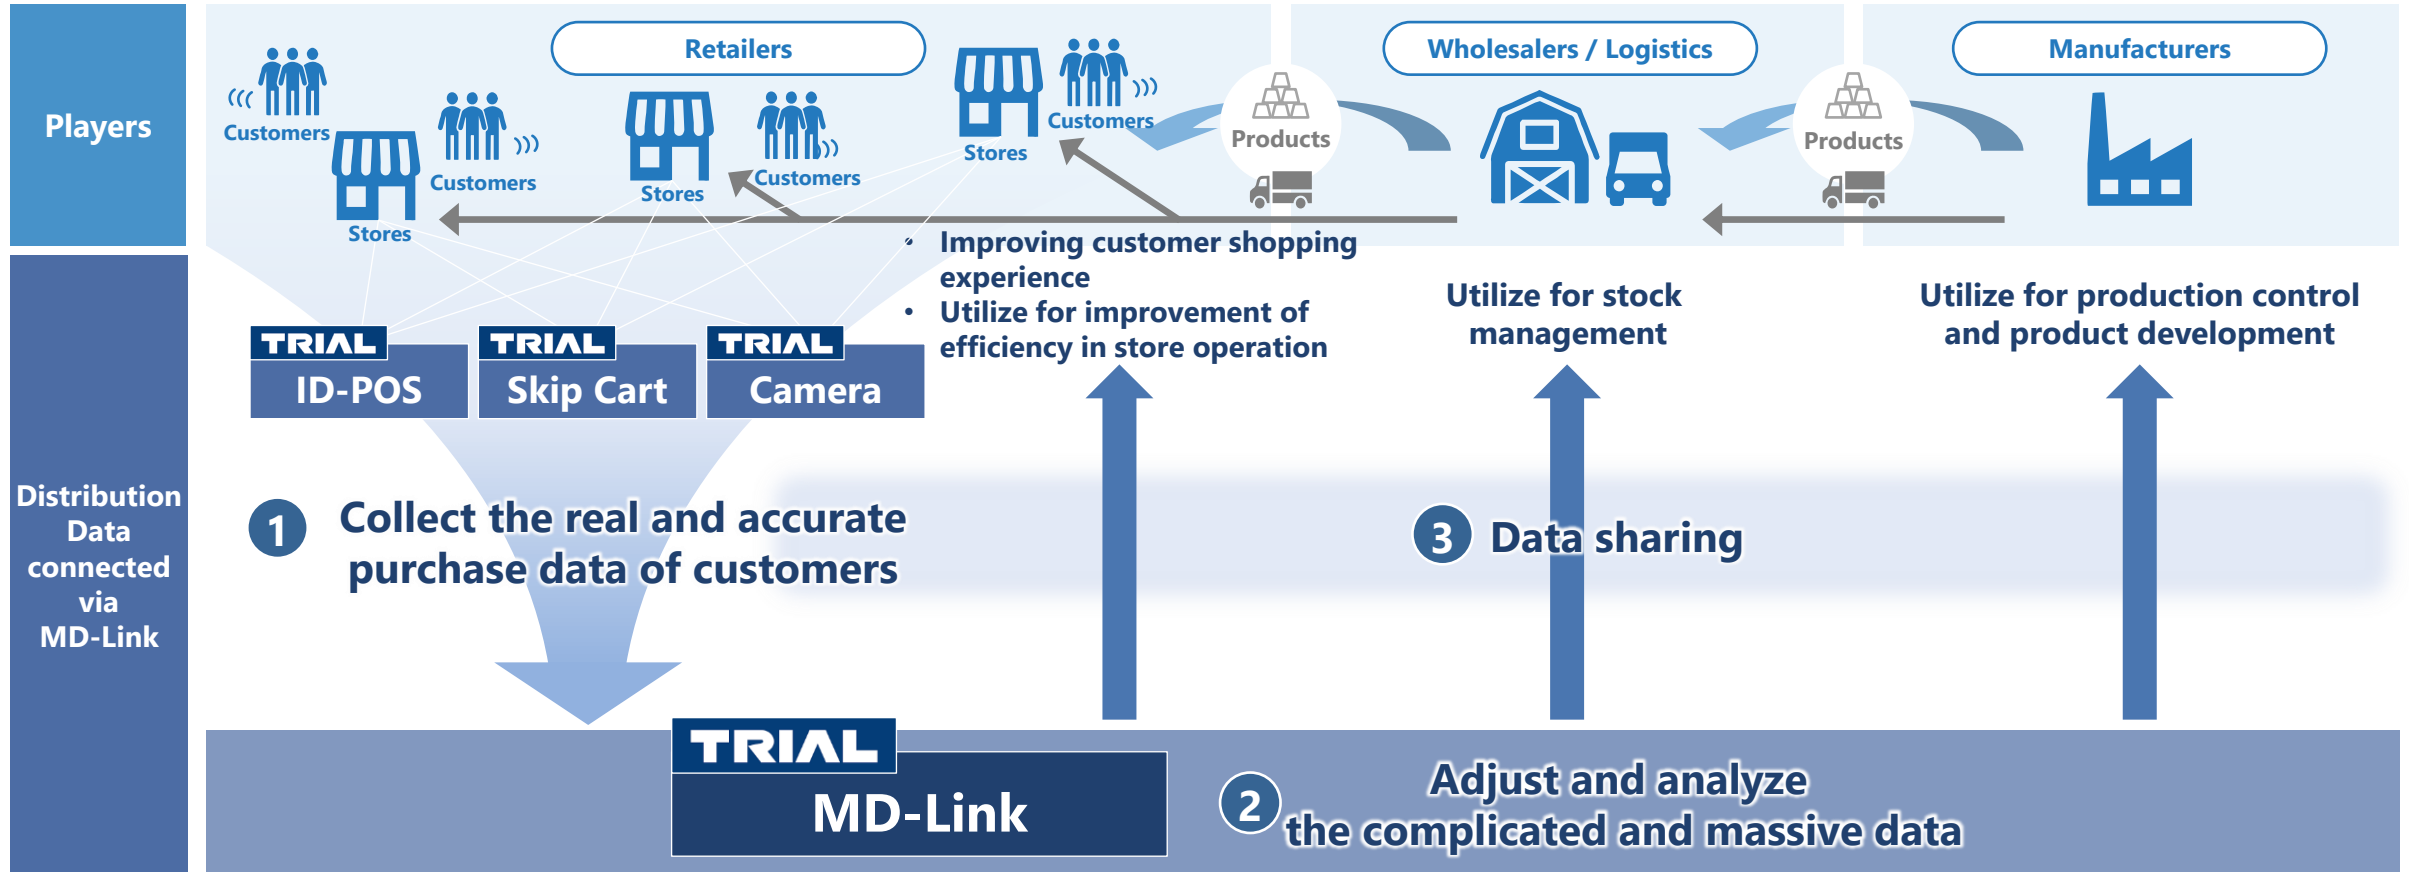 Players
Retailers
Wholesalers / Logistics
Manufacturers
Customers
Stores
Customers
Stores
Customers
Stores
Customers
Products
Products
• Improving customer shopping
experience
• Utilize for improvement of
efficiency in store operation
Utilize for stock
management
Utilize for production control
and product development
Distribution
Data
connected
via
MD-Link
TRIAL
ID-POS
TRIAL
Skip Cart
TRIAL
Camera
1
Collect the real and accurate
purchase data of customers
3
Data sharing
TRIAL
MD-Link
2
Adjust and analyze
the complicated and massive data